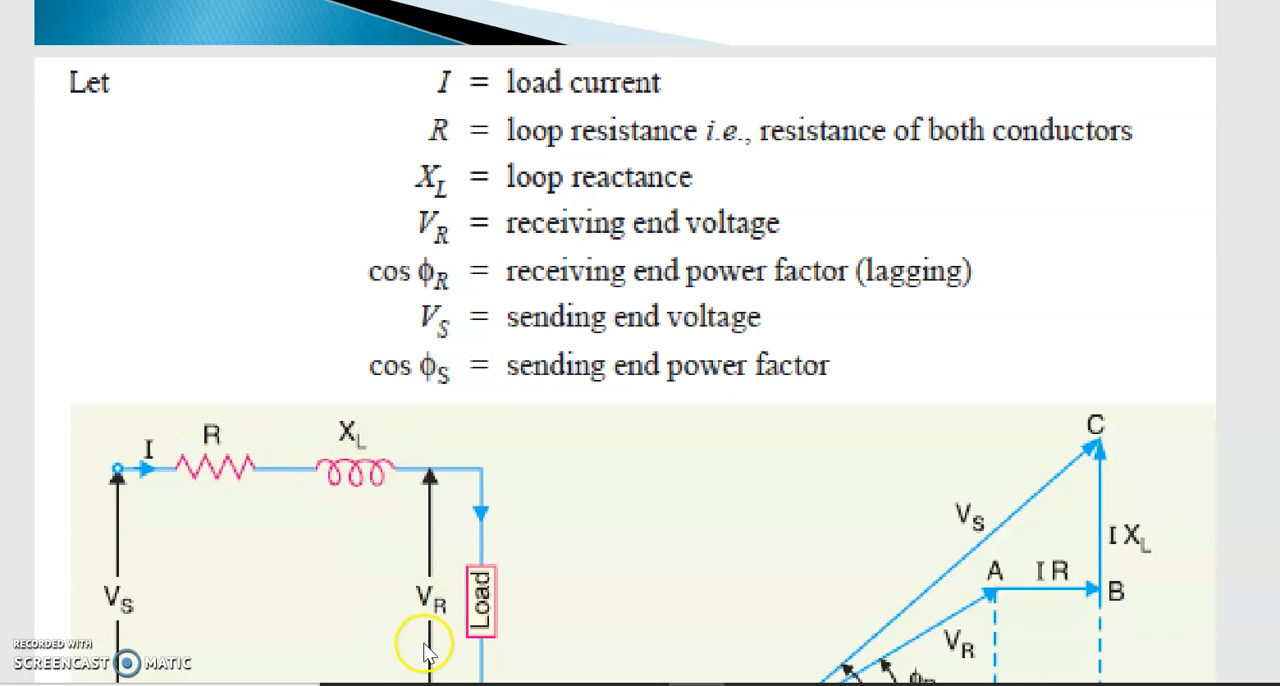 Let I = load current
R = loop resistance i.e., resistance of both conductors
X_L = loop reactance
V_R = receiving end voltage
cos ϕ_R = receiving end power factor (lagging)
V_S = sending end voltage
cos ϕ_S = sending end power factor
I R X_L
V_S V_R Load
C
V_S I X_L
A I R B
V_R
ϕ_R
RECORDED WITH
SCREENCAST MATIC